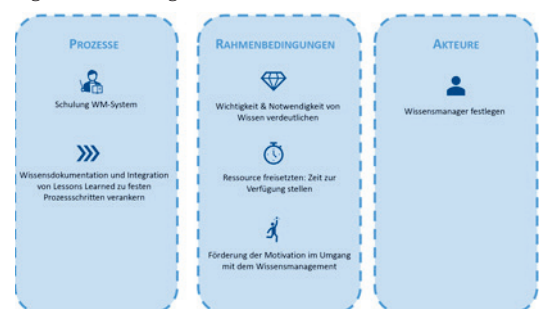 PROZESSE
Schulung WM-System
Wissensdokumentation und Integration
von Lessons Learned zu festen
Prozessschritten verankern
RAHMENBEDINGUNGEN
Wichtigkeit & Notwendigkeit von
Wissen verdeutlichen
Ressource freisetzten: Zeit zur
Verfügung stellen
Förderung der Motivation im Umgang
mit dem Wissensmanagement
AKTEURE
Wissensmanager festlegen